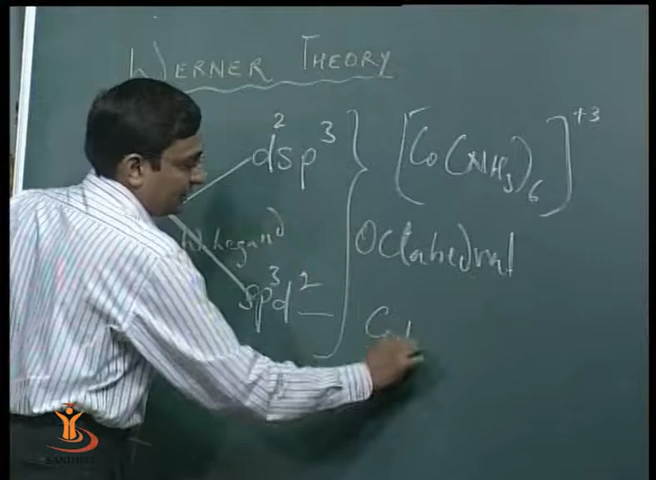 WERNER THEORY
d²sp³
[Co(NH₃)₆]⁺³
Octahedral
sp³d²